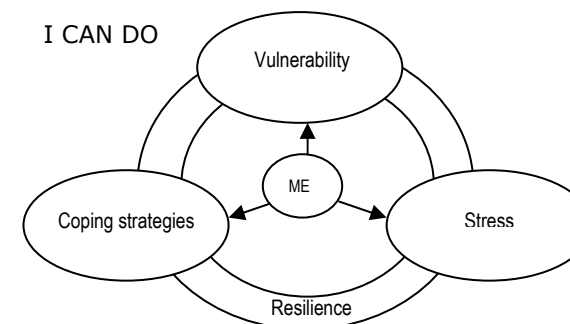 I CAN DO
Vulnerability
ME
Coping strategies
Stress
Resilience